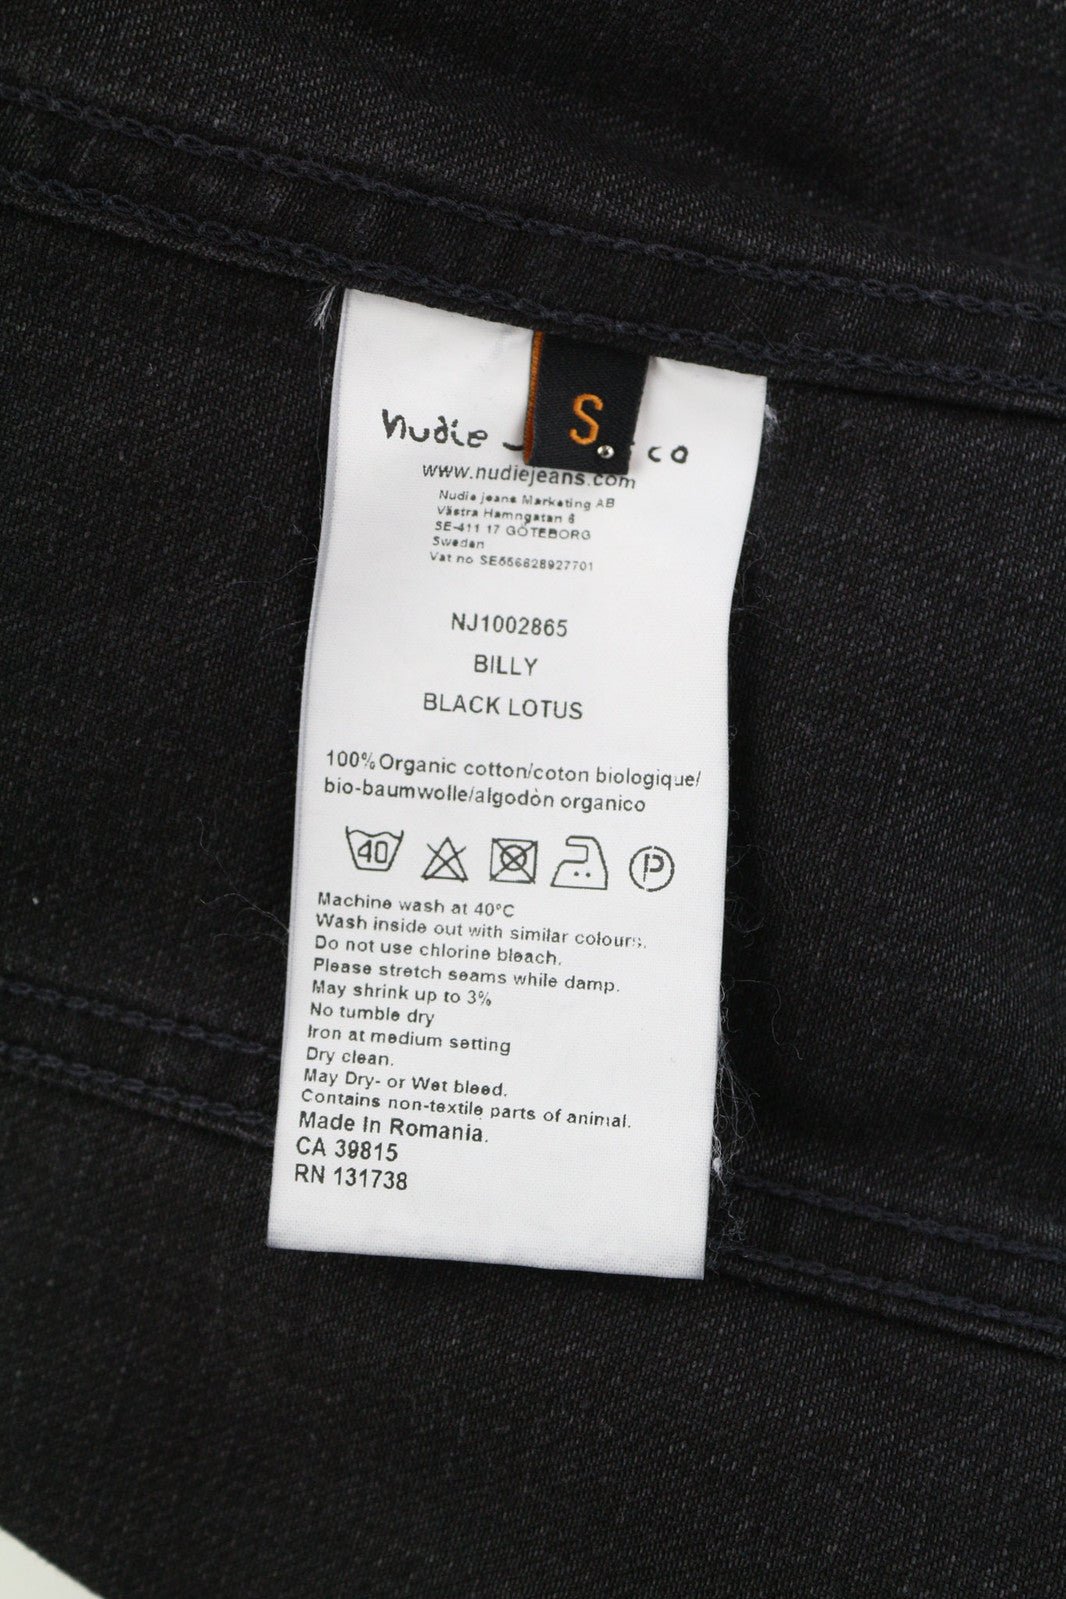 S
nudie co
www.nudiejeans.com
Nudie jeans Marketing AB
Västra Hamngatan 6
SE-411 17 GÖTEBORG
Sweden
Vat no SE556628927701
NJ1002865
BILLY
BLACK LOTUS
100% Organic cotton/coton biologique/
bio-baumwolle/algodòn organico
40 P
Machine wash at 40°C
Wash inside out with similar colours.
Do not use chlorine bleach.
Please stretch seams while damp.
May shrink up to 3%
No tumble dry
Iron at medium setting
Dry clean.
May Dry- or Wet bleed.
Contains non-textile parts of animal.
Made In Romania.
CA 39815
RN 131738